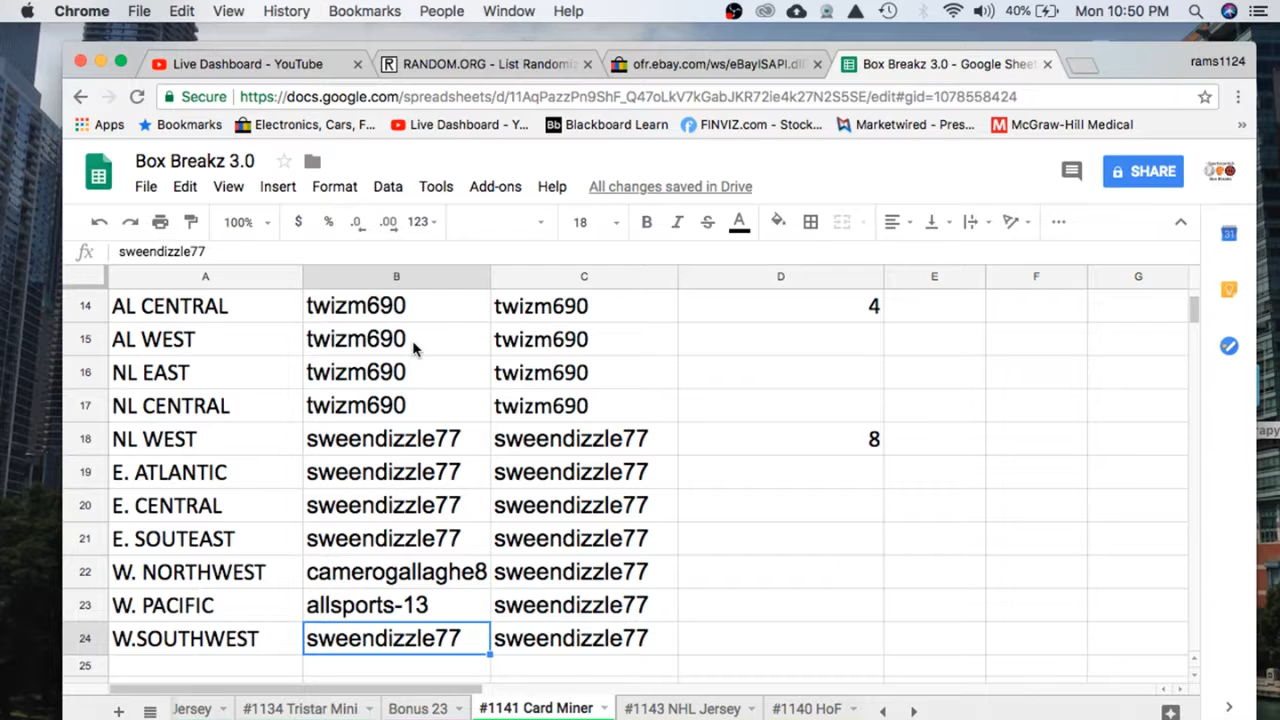 Chrome File Edit View History Bookmarks People Window Help 40% Mon 10:50 PM
Live Dashboard - YouTube × RANDOM.ORG - List Randomi × ofr.ebay.com/ws/eBayISAPI.dll × Box Breakz 3.0 - Google Sheet × rams1124
Secure https://docs.google.com/spreadsheets/d/11AqPazzPn9ShF_Q47oLkV7kGabJKR72ie4k27N2S5SE/edit#gid=1078558424
Apps Bookmarks Electronics, Cars, F... Live Dashboard - Y... Bb Blackboard Learn FINVIZ.com - Stock... Marketwired - Pres... M McGraw-Hill Medical »
Box Breakz 3.0
File Edit View Insert Format Data Tools Add-ons Help All changes saved in Drive SHARE
100% $ % .0 .00 123 18 B I S A
fx sweendizzle77
A B C D E F G
14 AL CENTRAL twizm690 twizm690 4
15 AL WEST twizm690 twizm690
16 NL EAST twizm690 twizm690
17 NL CENTRAL twizm690 twizm690
18 NL WEST sweendizzle77 sweendizzle77 8
19 E. ATLANTIC sweendizzle77 sweendizzle77
20 E. CENTRAL sweendizzle77 sweendizzle77
21 E. SOUTEAST sweendizzle77 sweendizzle77
22 W. NORTHWEST camerogallaghe8 sweendizzle77
23 W. PACIFIC allsports-13 sweendizzle77
24 W.SOUTHWEST sweendizzle77 sweendizzle77
25
Jersey #1134 Tristar Mini Bonus 23 #1141 Card Miner #1143 NHL Jersey #1140 HoF
31
rapy